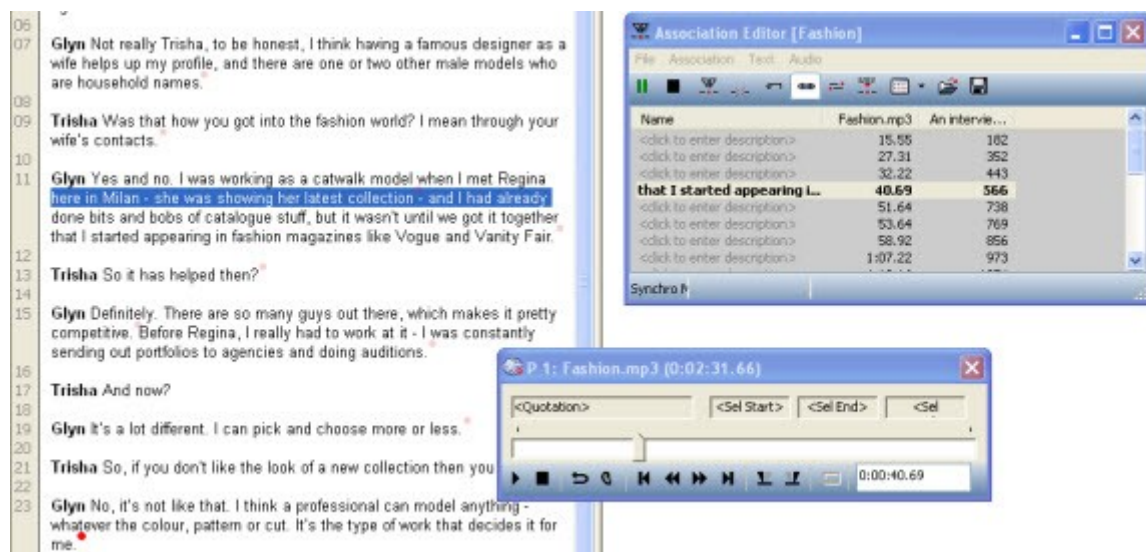 06
07 Glyn Not really Trisha, to be honest, I think having a famous designer as a
wife helps up my profile, and there are one or two other male models who
are household names.
08
09 Trisha Was that how you got into the fashion world? I mean through your
wife's contacts.
10
11 Glyn Yes and no. I was working as a catwalk model when I met Regina
here in Milan - she was showing her latest collection - and I had already
done bits and bobs of catalogue stuff, but it wasn't until we got it together
that I started appearing in fashion magazines like Vogue and Vanity Fair.
12
13 Trisha So it has helped then?
14
15 Glyn Definitely. There are so many guys out there, which makes it pretty
competitive. Before Regina, I really had to work at it - I was constantly
sending out portfolios to agencies and doing auditions.
16
17 Trisha And now?
18
19 Glyn It's a lot different. I can pick and choose more or less.
20
21 Trisha So, if you don't like the look of a new collection then you
22
23 Glyn No, it's not like that. I think a professional can model anything -
whatever the colour, pattern or cut. It's the type of work that decides it for
me.
Association Editor [Fashion]
File Association Text Audio
Name Fashion.mp3 An intervie...
<click to enter description> 15.55 182
<click to enter description> 27.31 352
<click to enter description> 32.22 443
that I started appearing i... 40.69 566
<click to enter description> 51.64 738
<click to enter description> 53.64 769
<click to enter description> 58.92 856
<click to enter description> 1:07.22 973
Synchro
P 1: Fashion.mp3 (0:02:31.66)
<Quotation> <Sel Start> <Sel End> <Sel
0:00:40.69